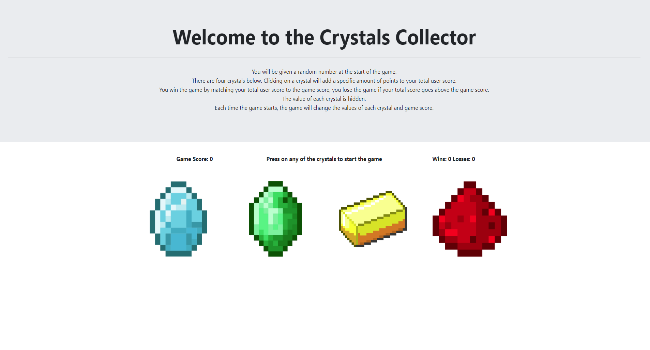 Welcome to the Crystals Collector
You will be given a random number at the start of the game.
There are four crystals below. Clicking on a crystal will add a specific amount of points to your total user score.
You win the game by matching your total user score to the game score, you lose the game if your total score goes above the game score.
The value of each crystal is hidden.
Each time the game starts, the game will change the values of each crystal and game score.
Game Score: 0
Press on any of the crystals to start the game
Wins: 0 Losses: 0